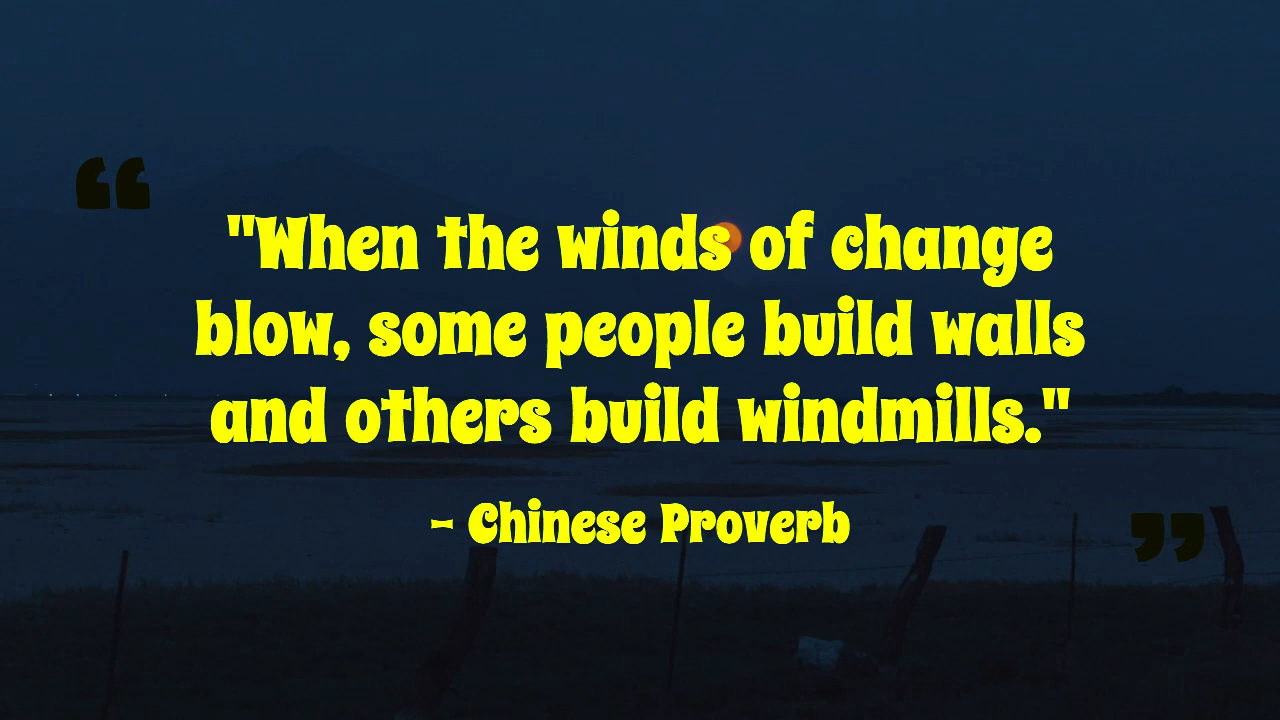 "When the winds of change
blow, some people build walls
and others build windmills."
- Chinese Proverb